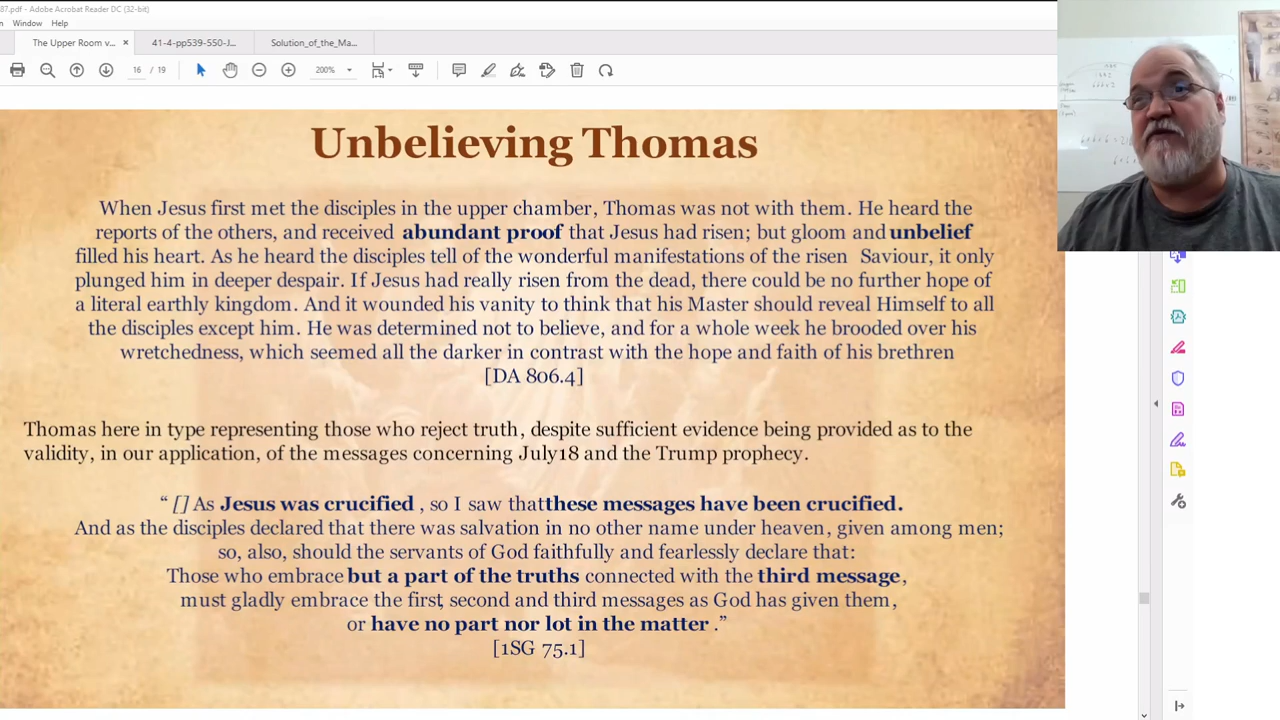 87.pdf - Adobe Acrobat Reader DC (32-bit)
Window Help
The Upper Room v... × 41-4-pp539-550-J... Solution_of_the_Ma...
16 / 19 200%
Unbelieving Thomas
When Jesus first met the disciples in the upper chamber, Thomas was not with them. He heard the
reports of the others, and received abundant proof that Jesus had risen; but gloom and unbelief
filled his heart. As he heard the disciples tell of the wonderful manifestations of the risen Saviour, it only
plunged him in deeper despair. If Jesus had really risen from the dead, there could be no further hope of
a literal earthly kingdom. And it wounded his vanity to think that his Master should reveal Himself to all
the disciples except him. He was determined not to believe, and for a whole week he brooded over his
wretchedness, which seemed all the darker in contrast with the hope and faith of his brethren
[DA 806.4]
Thomas here in type representing those who reject truth, despite sufficient evidence being provided as to the
validity, in our application, of the messages concerning July18 and the Trump prophecy.
“ [] As Jesus was crucified , so I saw that these messages have been crucified.
And as the disciples declared that there was salvation in no other name under heaven, given among men;
so, also, should the servants of God faithfully and fearlessly declare that:
Those who embrace but a part of the truths connected with the third message,
must gladly embrace the first, second and third messages as God has given them,
or have no part nor lot in the matter .”
[1SG 75.1]